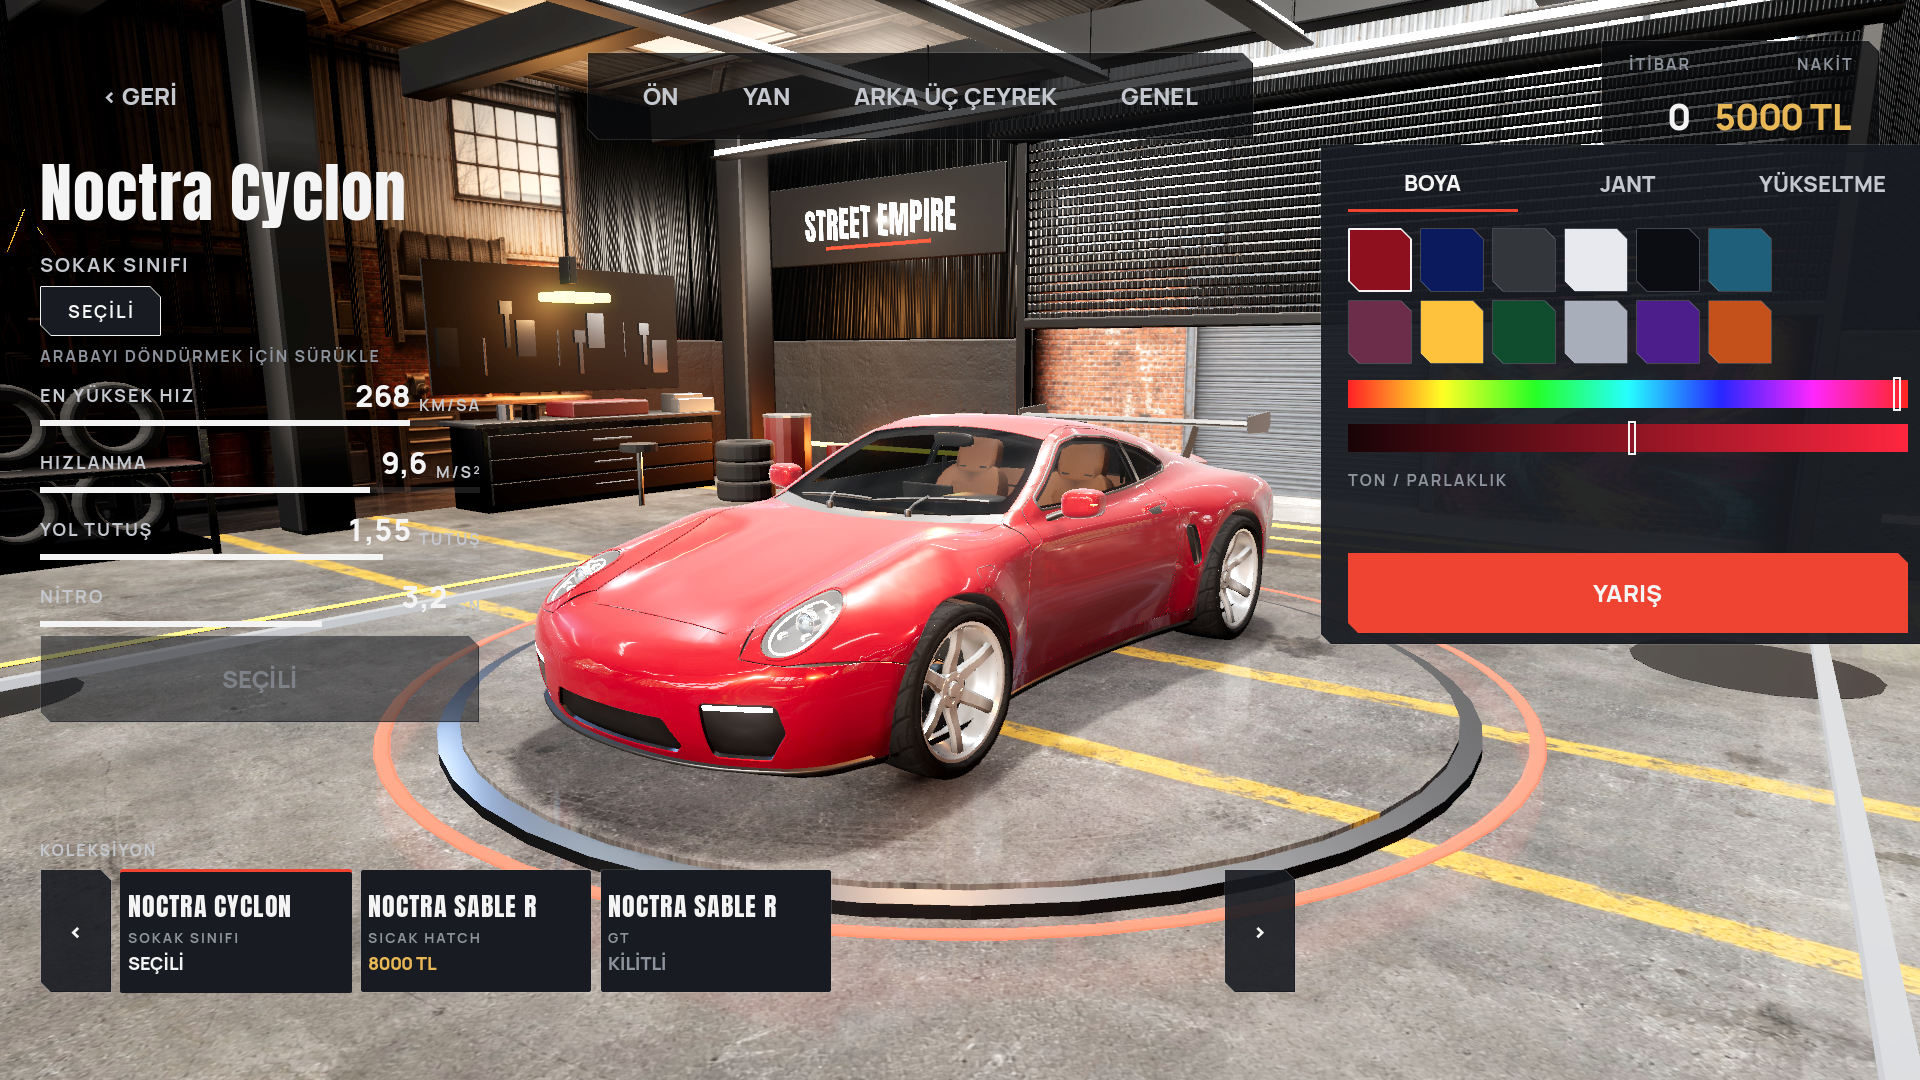 ‹ GERİ
ÖN YAN ARKA ÜÇ ÇEYREK GENEL
İTİBAR NAKİT
0 5000 TL
Noctra Cyclon
SOKAK SINIFI
SEÇİLİ
ARABAYI DÖNDÜRMEK İÇİN SÜRÜKLE
EN YÜKSEK HIZ 268 KM/SA
HIZLANMA 9,6 M/S²
YOL TUTUŞ 1,55 TUTUŞ
NİTRO 3,2
SEÇİLİ
STREET EMPIRE
BOYA JANT YÜKSELTME
TON / PARLAKLIK
YARIŞ
KOLEKSİYON
‹
NOCTRA CYCLON
SOKAK SINIFI
SEÇİLİ
NOCTRA SABLE R
SICAK HATCH
8000 TL
NOCTRA SABLE R
GT
KİLİTLİ
›